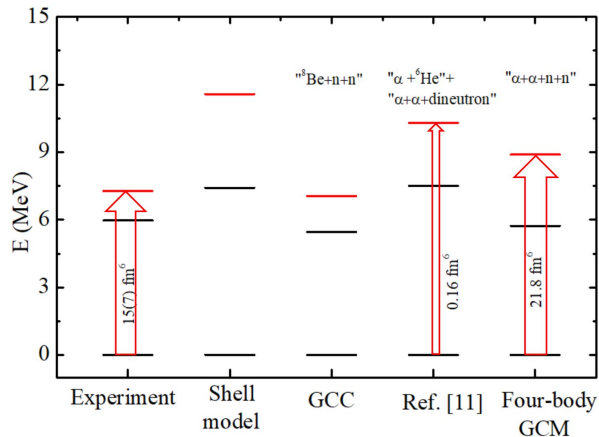 15
12
9
6
3
0
E (MeV)
"⁸Be+n+n"
"α +⁶He"+
"α+α+dineutron"
"α+α+n+n"
15(7) fm⁶
0.16 fm⁶
21.8 fm⁶
Experiment
Shell
model
GCC
Ref. [11]
Four-body
GCM